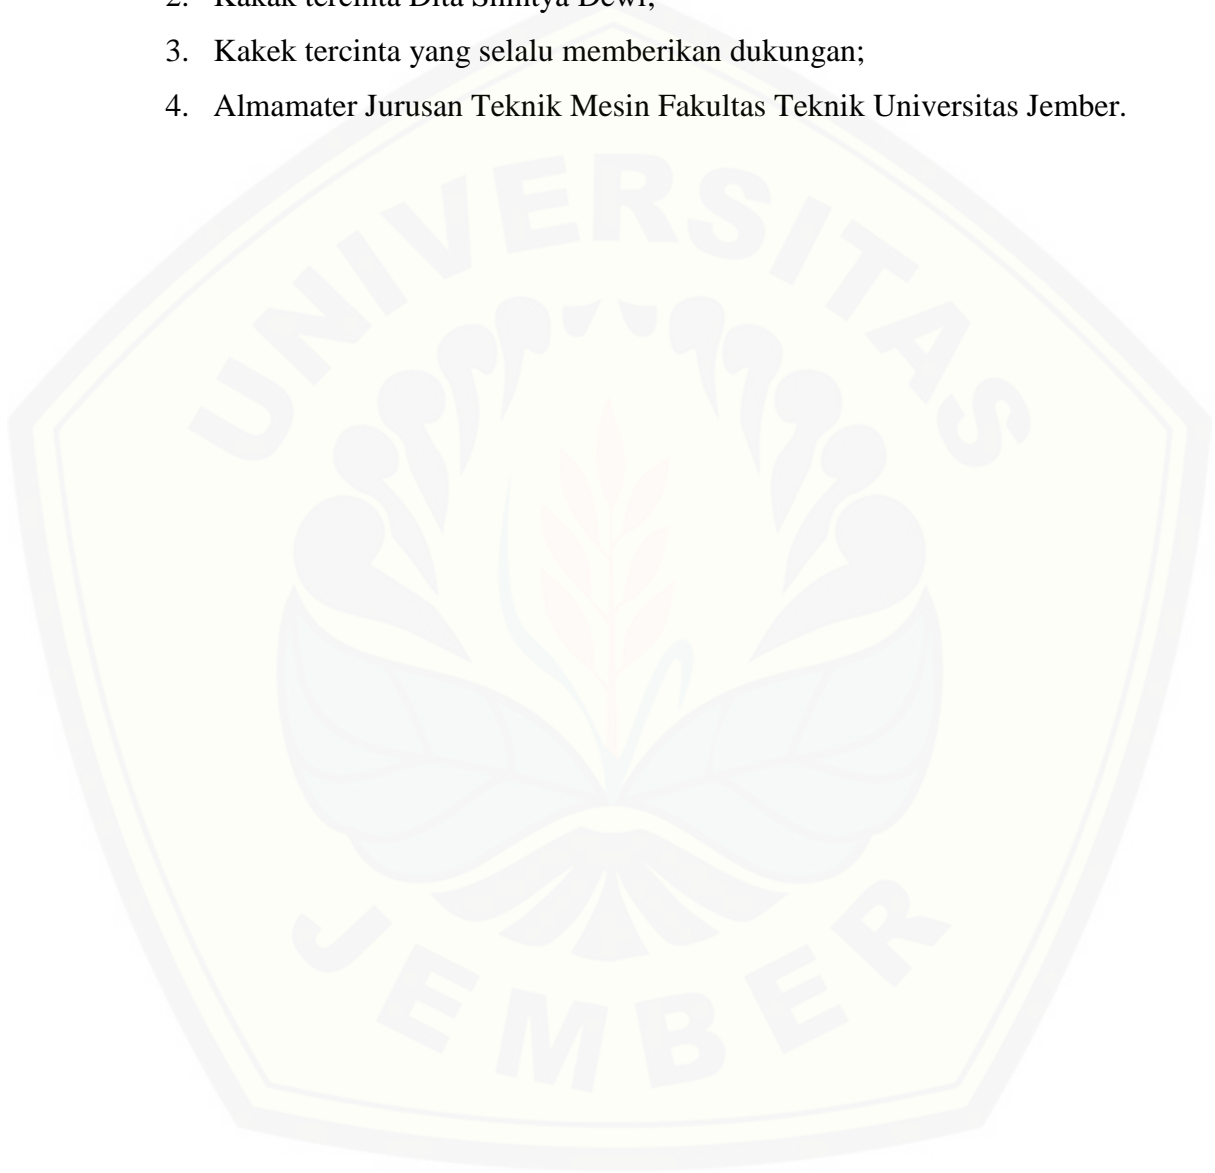 2. Kakak tercinta Dita Dewi;
3. Kakek tercinta yang selalu memberikan dukungan;
4. Almamater Jurusan Teknik Mesin Fakultas Teknik Universitas Jember.
UNIVERSITAS
JEMBER